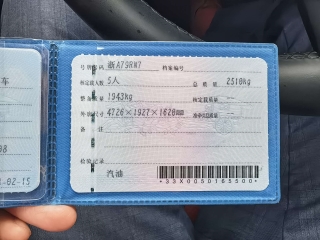 号牌号码 浙A79RW7 档案编号
核定载人数 5人 总质量 2518kg
整备质量 1943kg 核定载质量 --
外廓尺寸 4726×1927×1628mm 准牵引总质量 --
备注
检验记录
汽油
*33X0050165500*
车
08
-02-15